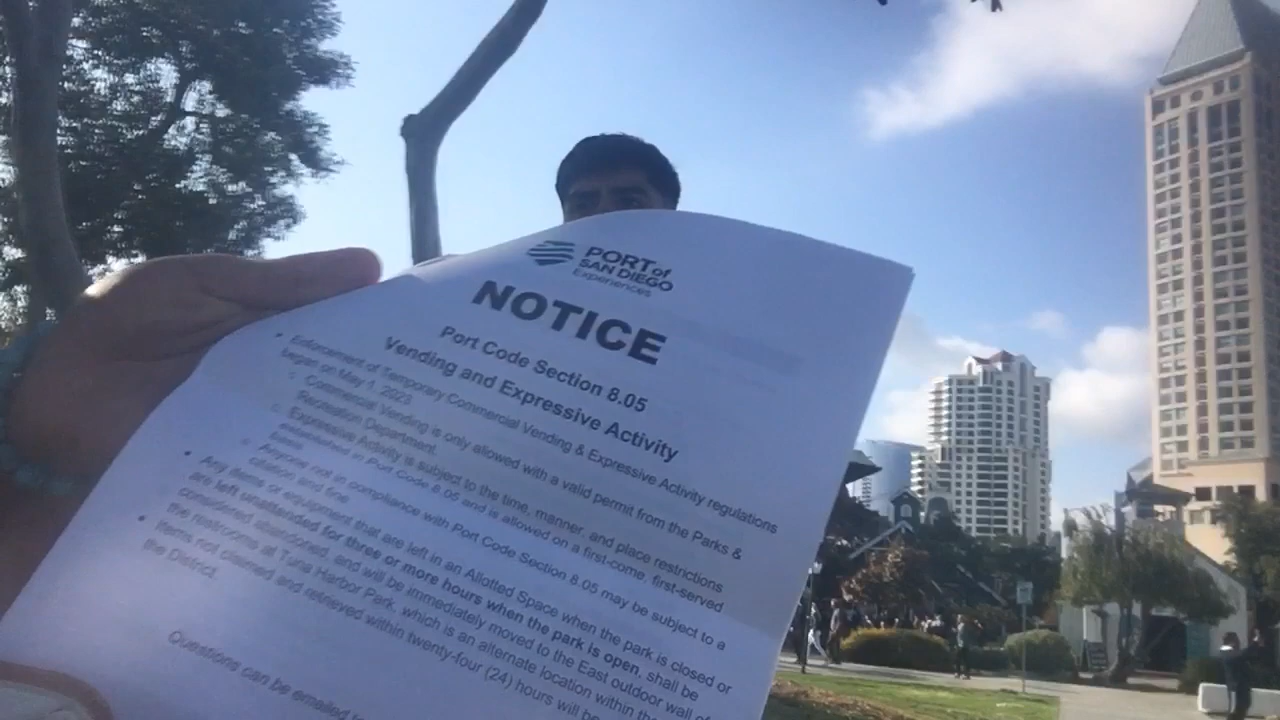 PORT of
SAN DIEGO
Experiences
NOTICE
Port Code Section 8.05
Vending and Expressive Activity
• Enforcement of Temporary Commercial Vending & Expressive Activity regulations
began on May 1, 2023
○ Commercial Vending is only allowed with a valid permit from the Parks &
Recreation Department.
○ Expressive Activity is subject to the time, manner, and place restrictions
established in Port Code 8.05 and is allowed on a first-come, first-served
basis.
○ Anyone not in compliance with Port Code Section 8.05 may be subject to a
citation and fine.
• Any items or equipment that are left in an Allotted Space when the park is closed or
are left unattended for three or more hours when the park is open, shall be
considered abandoned, and will be immediately moved to the East outdoor wall of
the restrooms at Tuna Harbor Park, which is an alternate location within the
• Items not claimed and retrieved within twenty-four (24) hours will be
the District.
Questions can be emailed